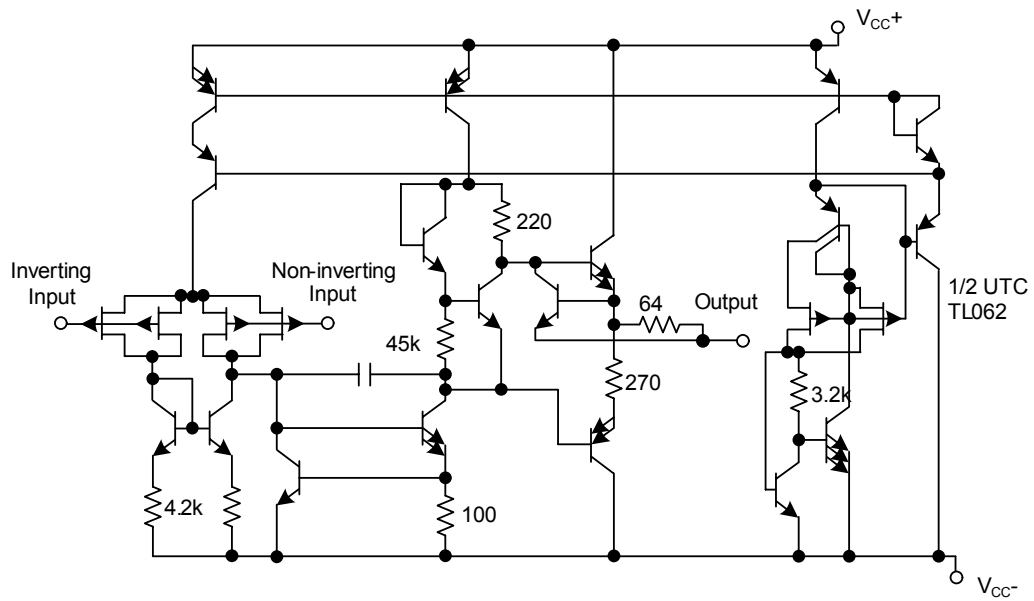 VCC+
220
Inverting
Input
Non-inverting
Input
64
Output
1/2 UTC
TL062
45k
270
3.2k
4.2k
100
VCC-